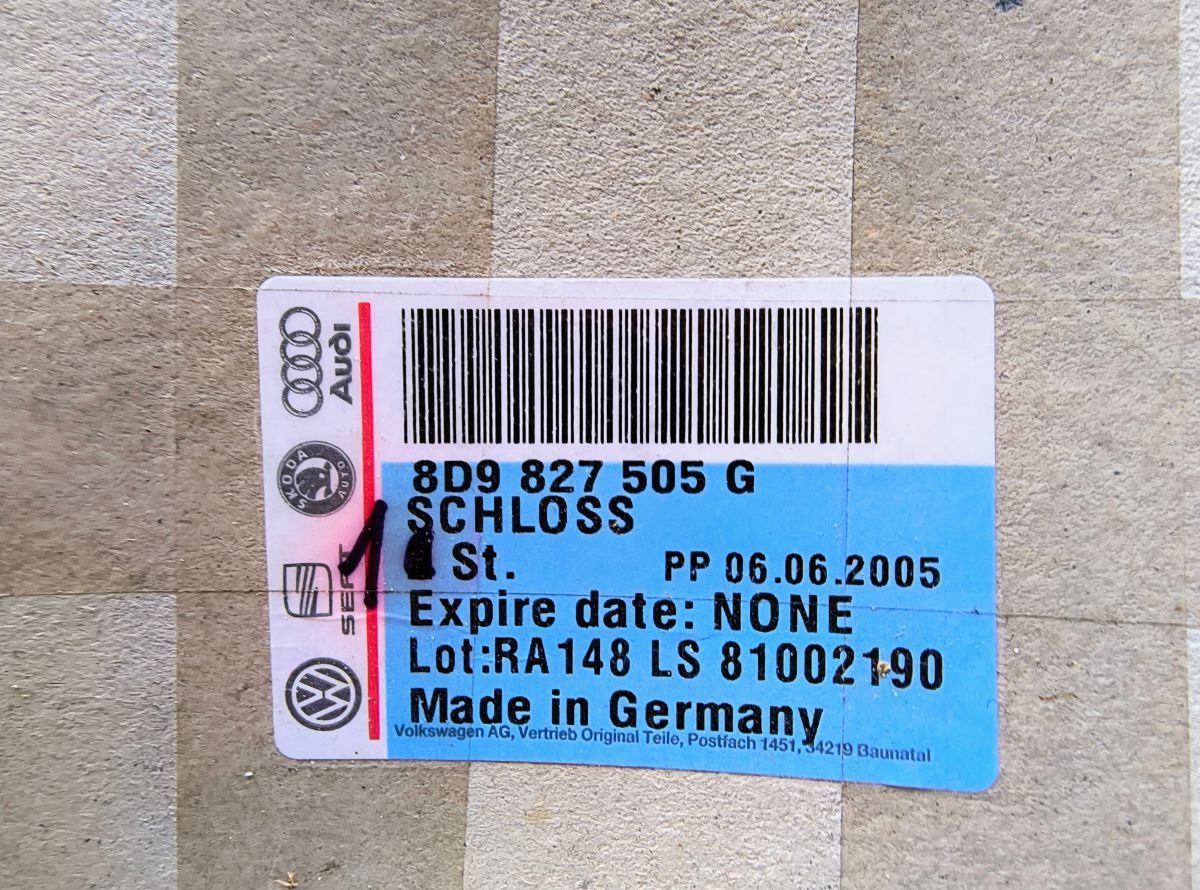 Audi
SKODA AUTO
SEAT
8D9 827 505 G
SCHLOSS
1 St. PP 06.06.2005
Expire date: NONE
Lot:RA148 LS 81002190
Made in Germany
Volkswagen AG, Vertrieb Original Teile, Postfach 1451, 34219 Baunatal